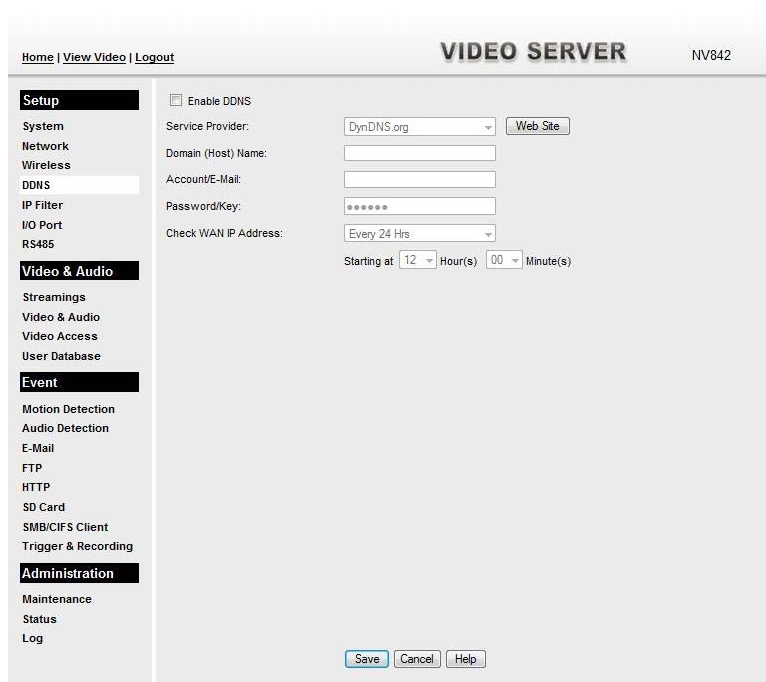 Home | View Video | Logout
VIDEO SERVER
NV842
Setup
System
Network
Wireless
DDNS
IP Filter
I/O Port
RS485
Video & Audio
Streamings
Video & Audio
Video Access
User Database
Event
Motion Detection
Audio Detection
E-Mail
FTP
HTTP
SD Card
SMB/CIFS Client
Trigger & Recording
Administration
Maintenance
Status
Log
Enable DDNS
Service Provider: DynDNS.org Web Site
Domain (Host) Name:
Account/E-Mail:
Password/Key: ●●●●●●
Check WAN IP Address: Every 24 Hrs
Starting at 12 Hour(s) 00 Minute(s)
Save Cancel Help